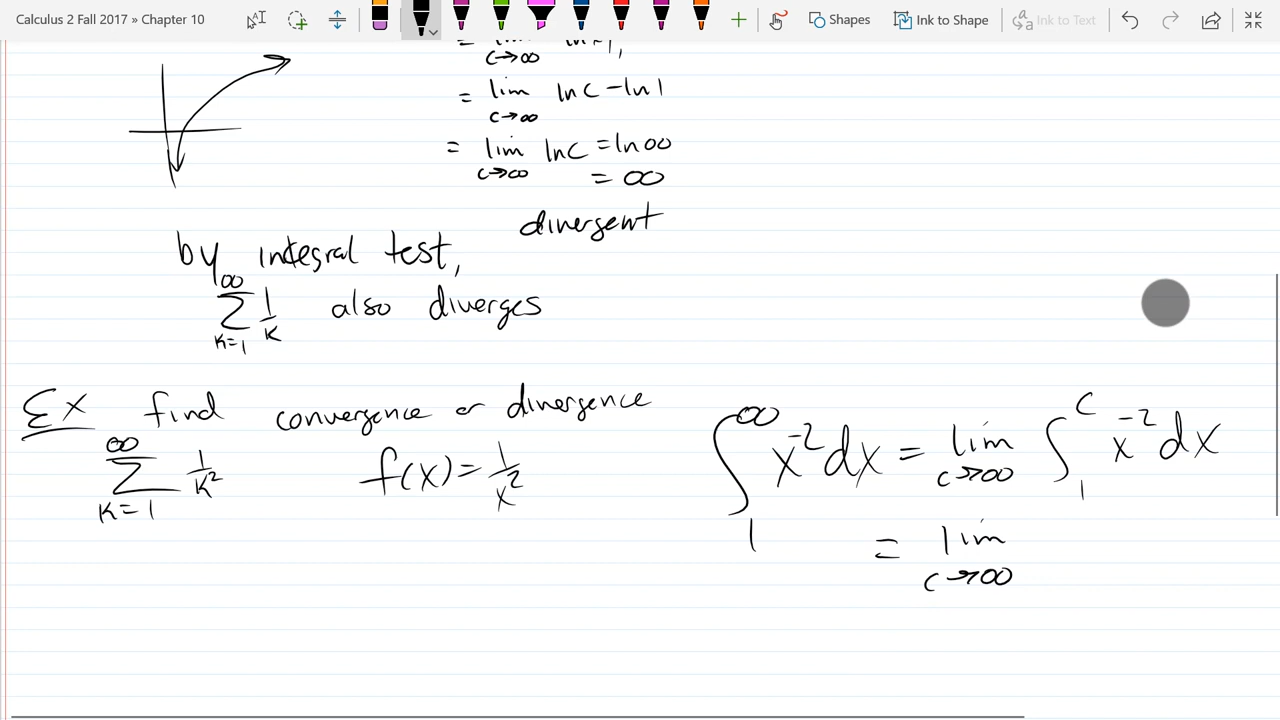 Calculus 2 Fall 2017 » Chapter 10
Shapes
Ink to Shape
Ink to Text
c→∞
= lim ln c - ln 1
c→∞
= lim ln c = ln ∞
c→∞ = ∞
divergent
by integral test,
∞
Σ 1/k also diverges
k=1
Ex find convergence or divergence
∞
Σ 1/k² f(x) = 1/x²
k=1
∫₁^∞ x⁻² dx = lim ∫₁^c x⁻² dx
c→∞
= lim
c→∞